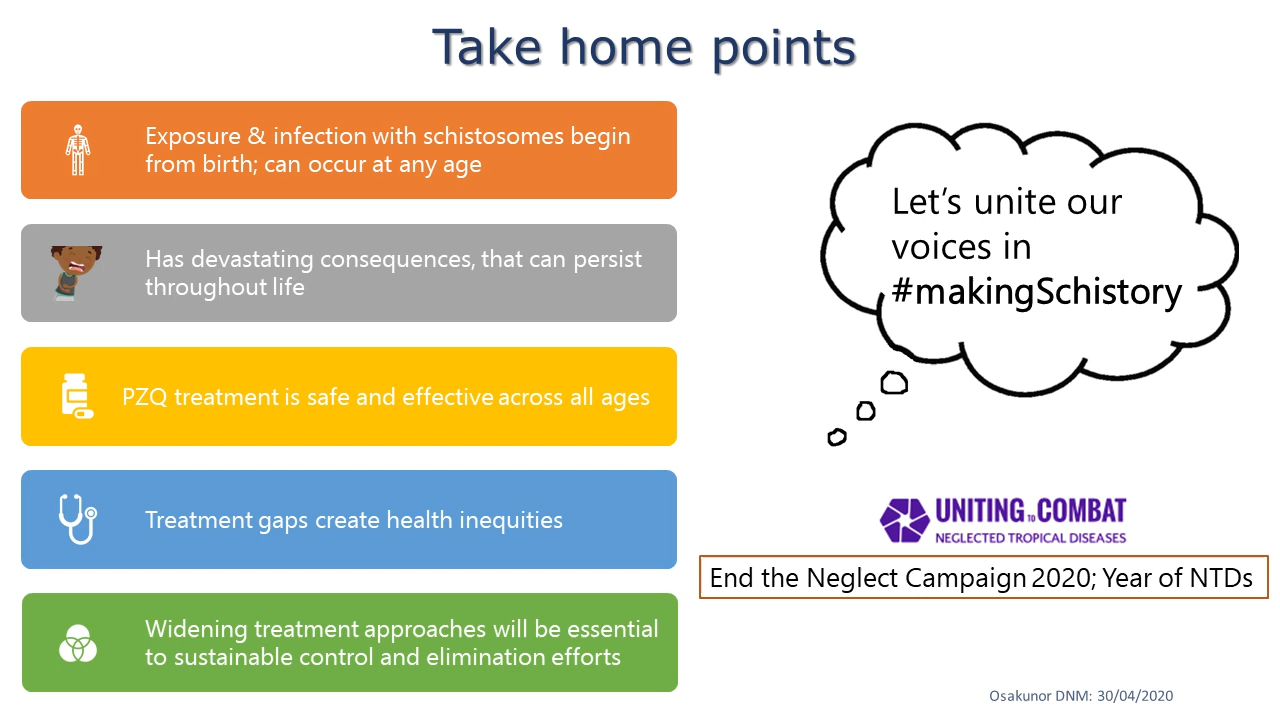 Take home points
Exposure & infection with schistosomes begin
from birth; can occur at any age
Has devastating consequences, that can persist
throughout life
PZQ treatment is safe and effective across all ages
Treatment gaps create health inequities
Widening treatment approaches will be essential
to sustainable control and elimination efforts
Let’s unite our
voices in
#makingSchistory
UNITING TO COMBAT
NEGLECTED TROPICAL DISEASES
End the Neglect Campaign 2020; Year of NTDs
Osakunor DNM: 30/04/2020